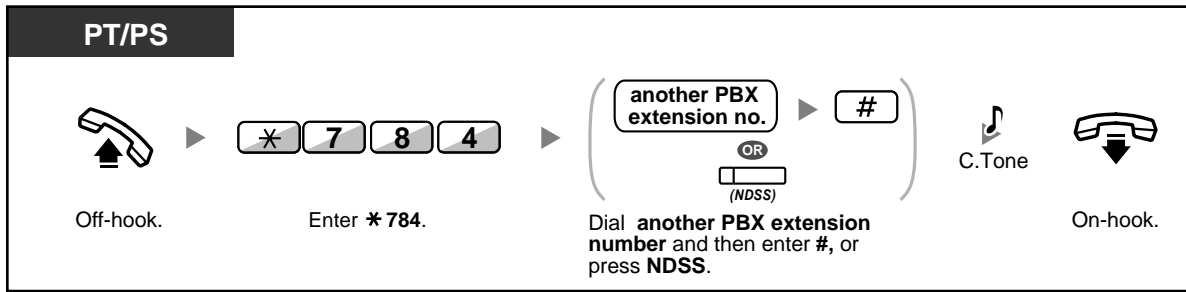 PT/PS
another PBX
extension no.
#
* 7 8 4
OR
C.Tone
(NDSS)
Off-hook.
Enter * 784.
Dial another PBX extension
number and then enter #, or
press NDSS.
On-hook.